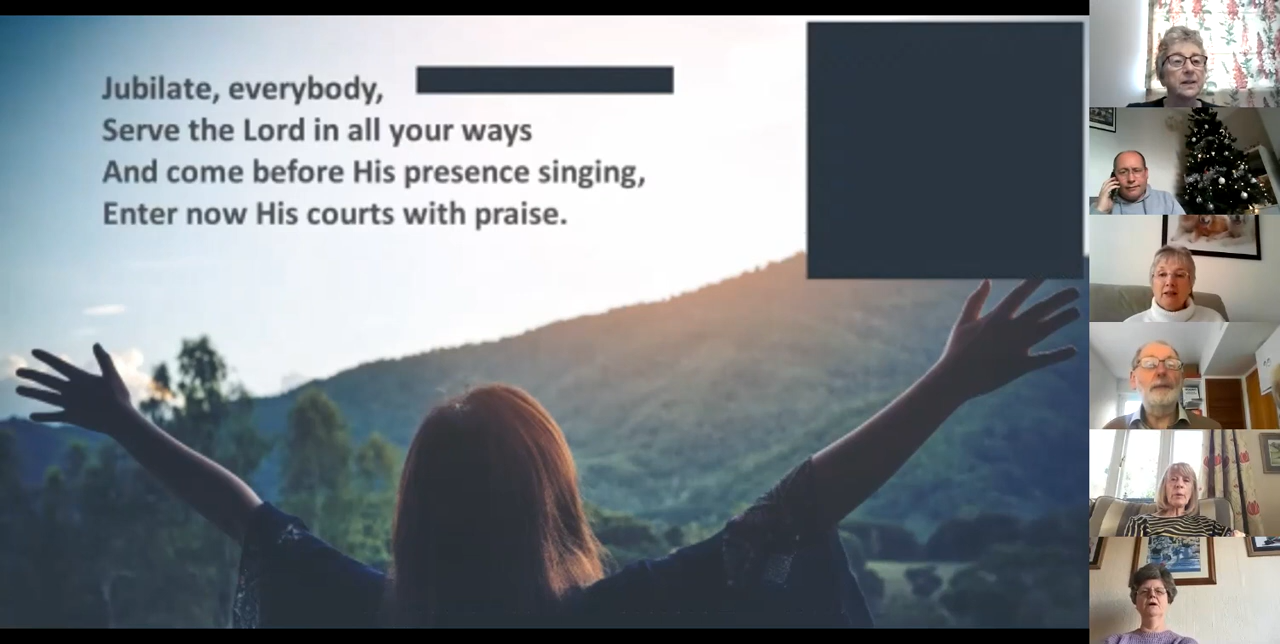 Jubilate, everybody,
Serve the Lord in all your ways
And come before His presence singing,
Enter now His courts with praise.